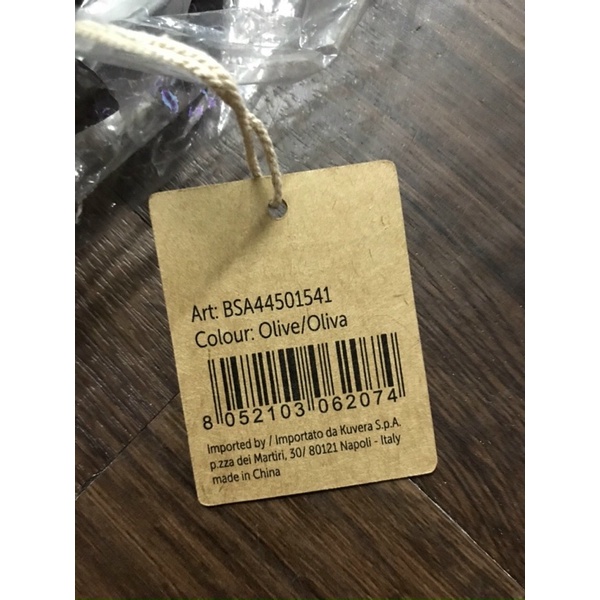 Art: BSA44501541
Colour: Olive/Oliva
8 052103 062074
Imported by / Importato da Kuvera S.p.A.
p.zza dei Martiri, 30/ 80121 Napoli - Italy
made in China